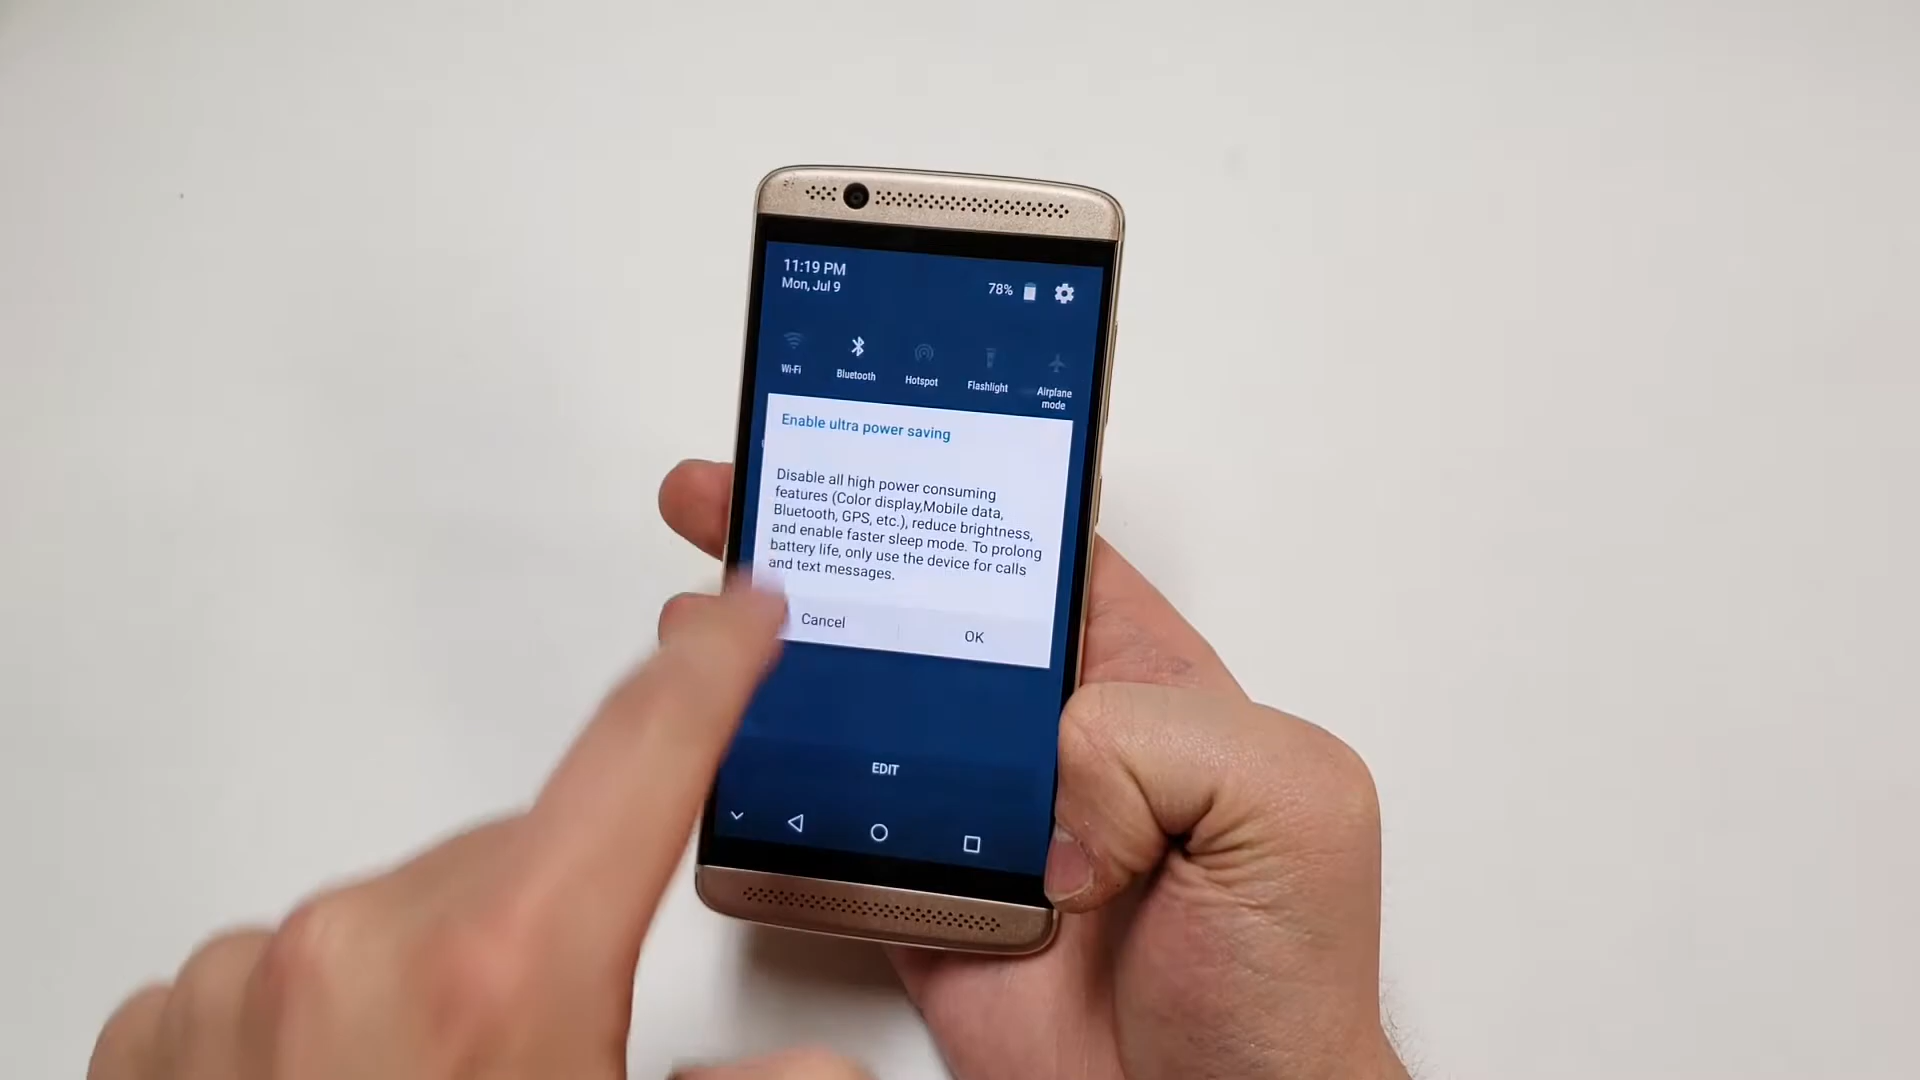 11:19 PM
Mon, Jul 9
78%
Wi-Fi
Bluetooth
Hotspot
Flashlight
Airplane
mode
Enable ultra power saving
Disable all high power consuming
features (Color display,Mobile data,
Bluetooth, GPS, etc.), reduce brightness,
and enable faster sleep mode. To prolong
battery life, only use the device for calls
and text messages.
Cancel
OK
EDIT